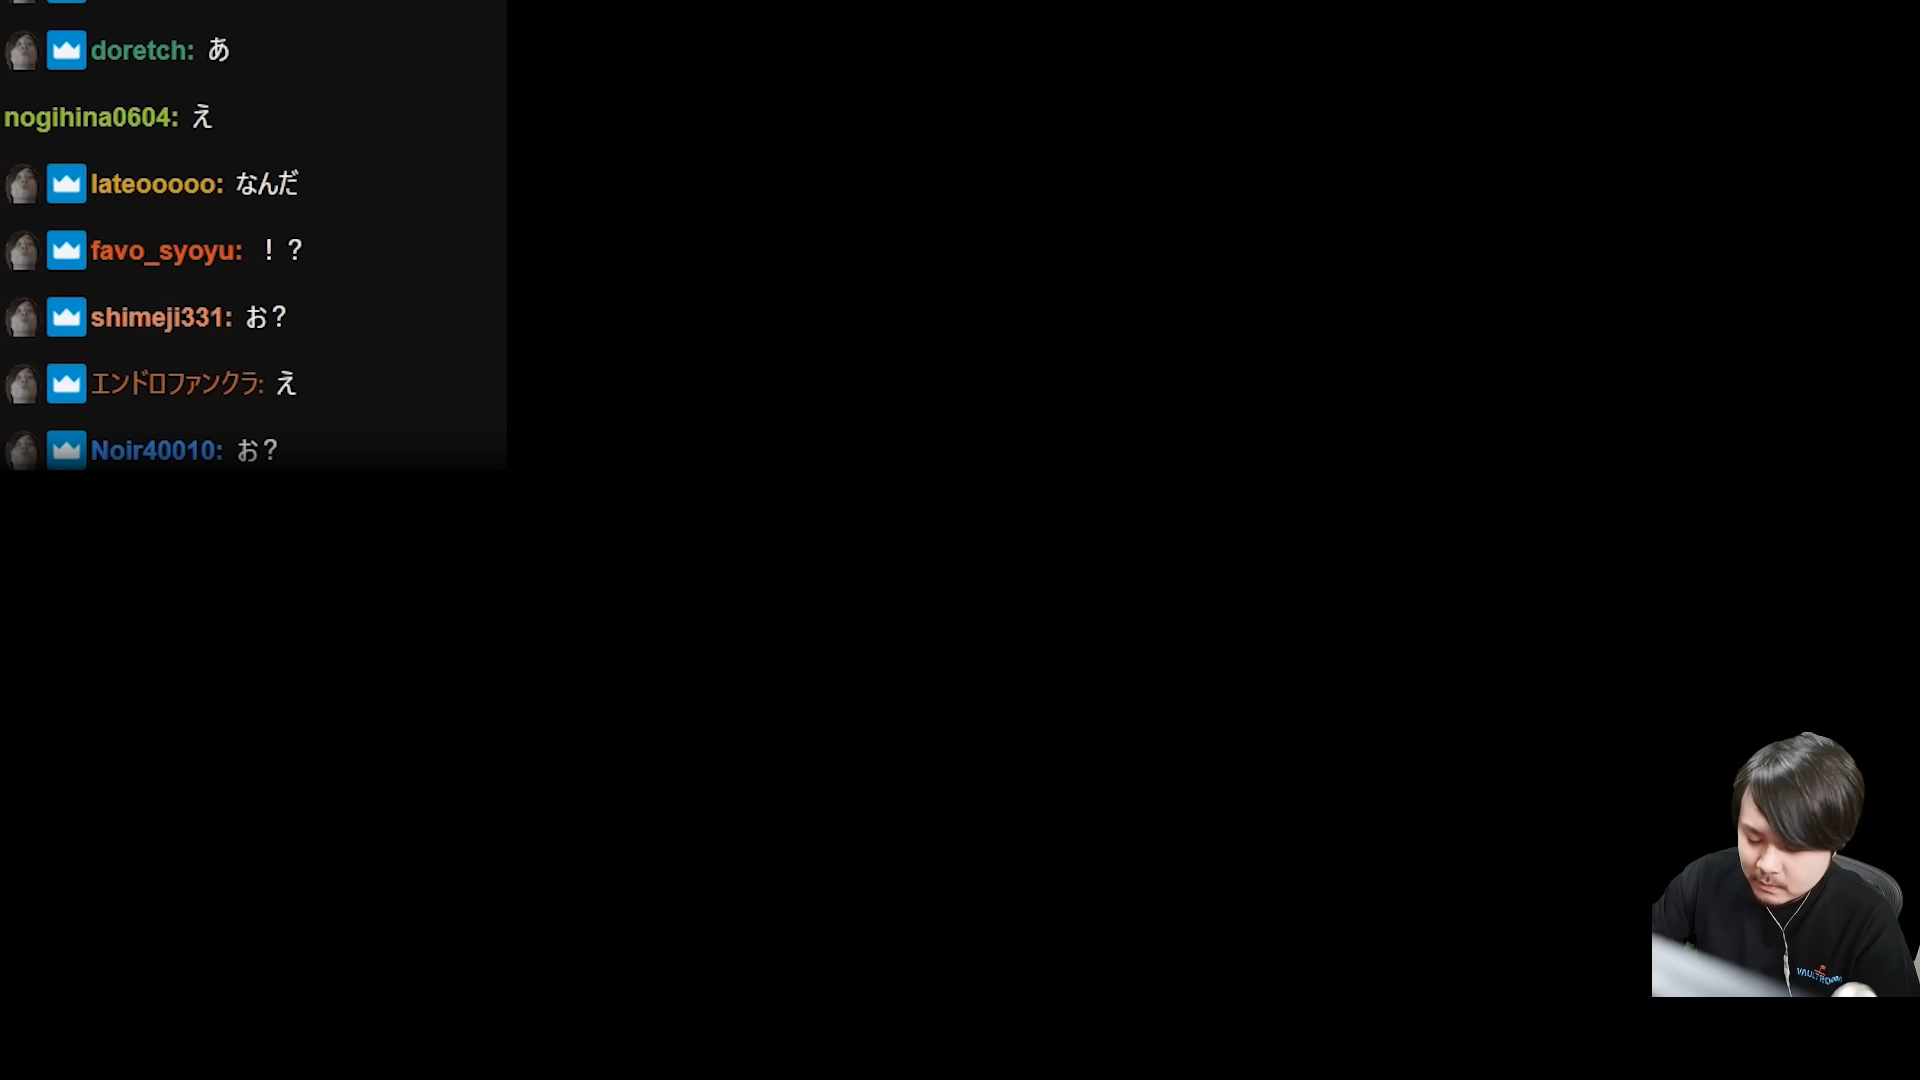 doretch: あ
nogihina0604: え
lateooooo: なんだ
favo_syoyu: ！？
shimeji331: お？
エンドロファンクラ: え
Noir40010: お？
VAULTROOM